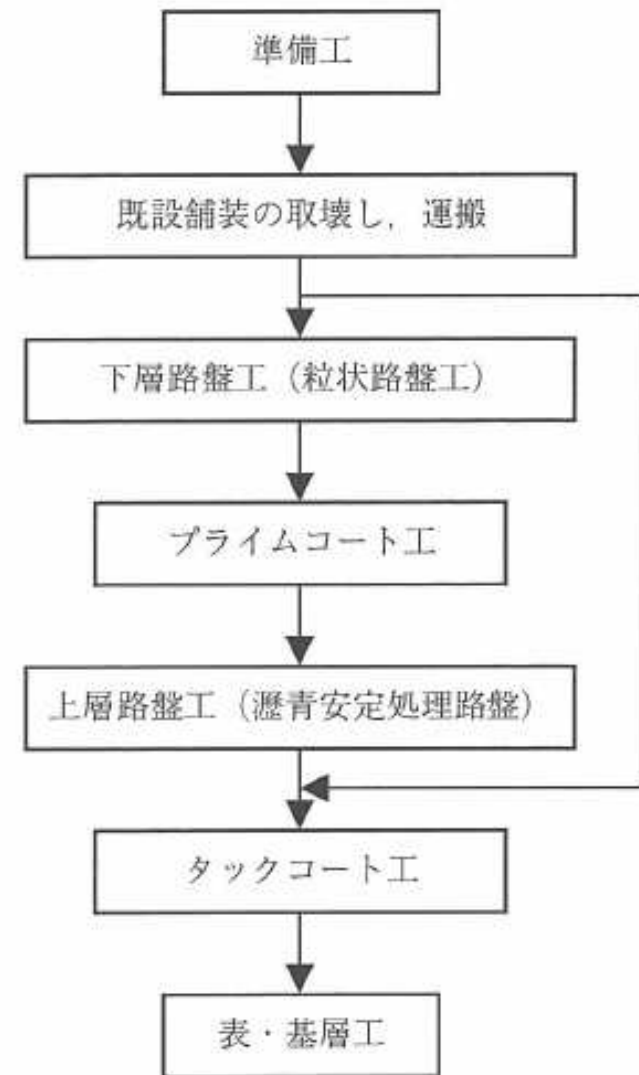 準備工
既設舗装の取壊し，運搬
下層路盤工（粒状路盤工）
プライムコート工
上層路盤工（瀝青安定処理路盤）
タックコート工
表・基層工